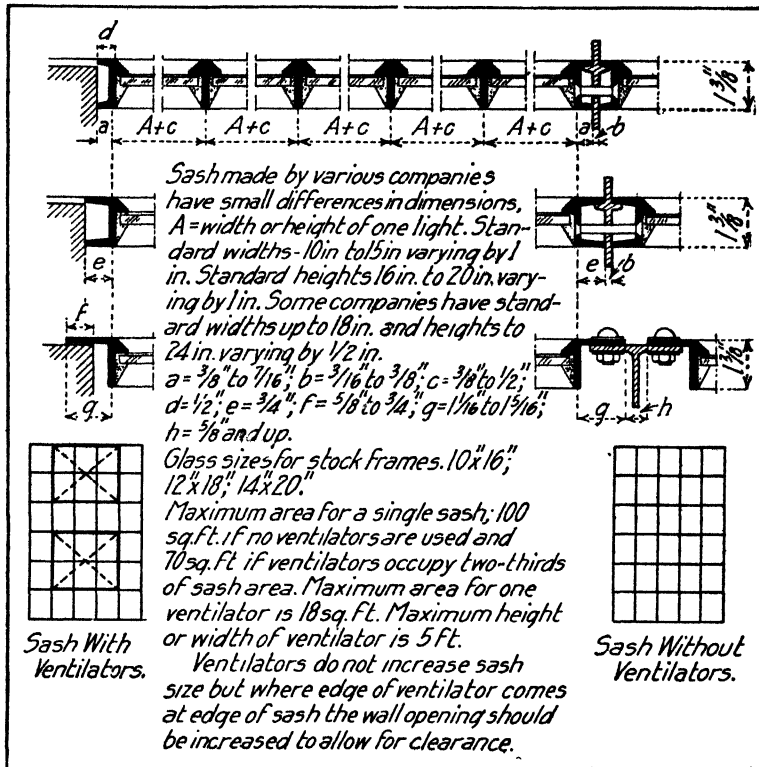 d
1 3/8"
a A+c A+c A+c A+c A+c a b
Sash made by various companies
have small differences in dimensions,
A=width or height of one light. Stan-
dard widths-10in to 15in varying by 1
in. Standard heights 16 in. to 20 in. vary-
ing by 1 in. Some companies have stand-
ard widths up to 18 in. and heights to
24 in. varying by 1/2 in.
a=3/8" to 7/16"; b=3/16" to 3/8"; c=3/8" to 1/2";
d=1/2"; e=3/4"; f=5/8" to 3/4"; g=1 1/16" to 1 5/16";
h=5/8" and up.
Glass sizes for stock frames. 10"x16";
12"x18"; 14"x20".
Maximum area for a single sash; 100
sq.ft. if no ventilators are used and
70sq.ft if ventilators occupy two-thirds
of sash area. Maximum area for one
ventilator is 18sq.ft. Maximum height
or width of ventilator is 5 ft.
Ventilators do not increase sash
size but where edge of ventilator comes
at edge of sash the wall opening should
be increased to allow for clearance.
e
e b
1 3/8"
f
g
g h
1 3/8"
Sash With
Ventilators.
Sash Without
Ventilators.